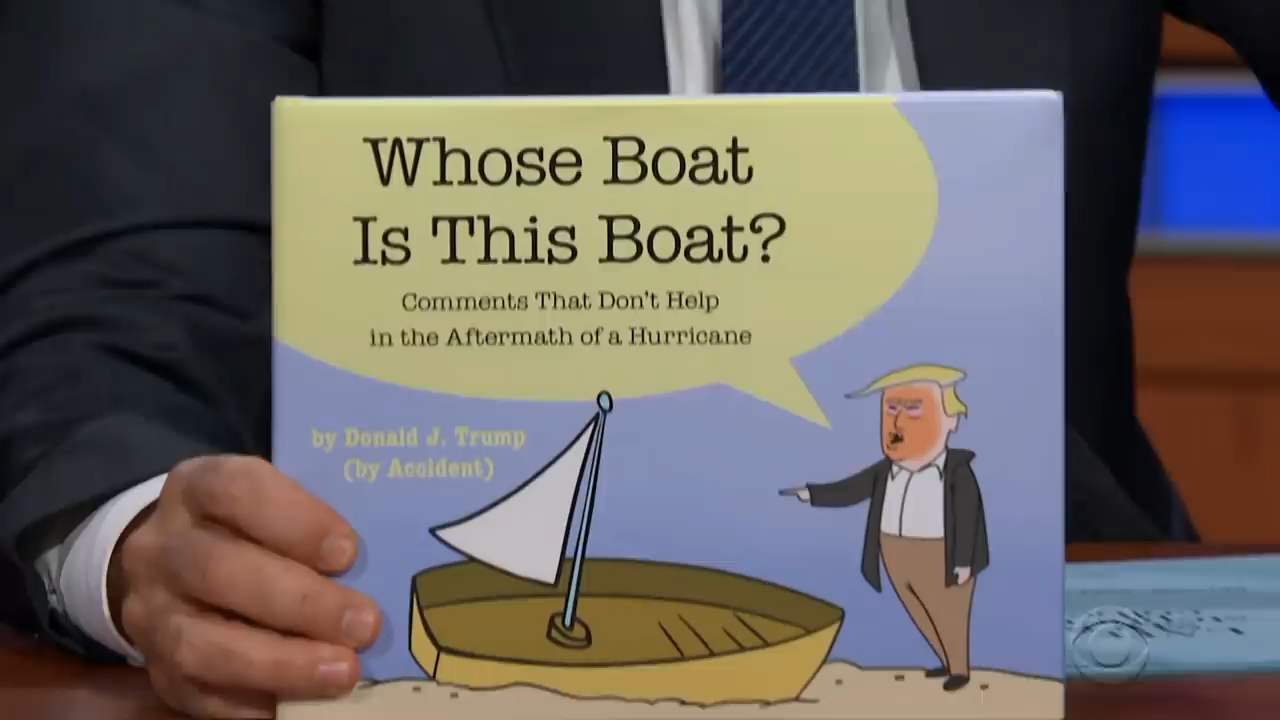 Whose Boat
Is This Boat?
Comments That Don't Help
in the Aftermath of a Hurricane
by Donald J. Trump
(by Accident)